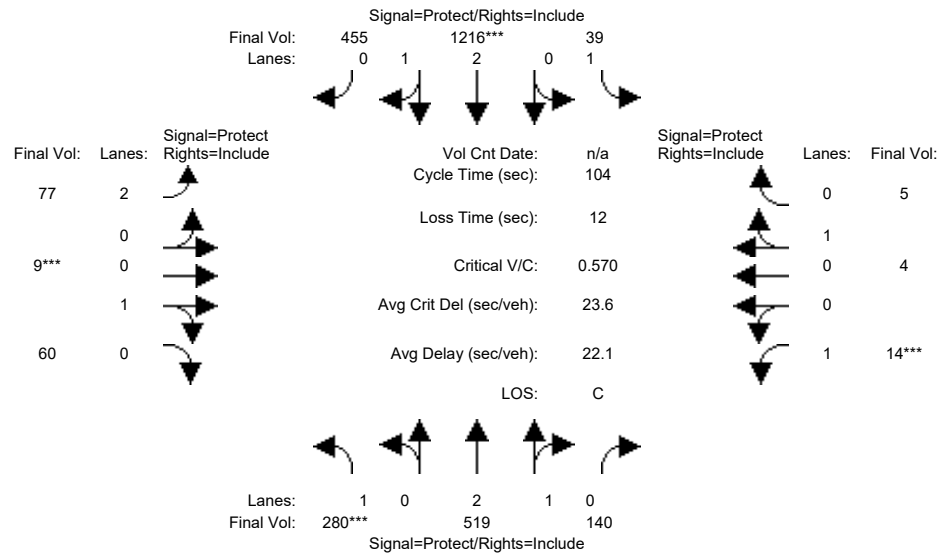 Signal=Protect/Rights=Include
Final Vol: 455 1216*** 39
Lanes: 0 1 2 0 1
Signal=Protect
Final Vol: Lanes: Rights=Include
Vol Cnt Date: n/a
Signal=Protect
Rights=Include Lanes: Final Vol:
Cycle Time (sec): 104
77 2
0 5
Loss Time (sec): 12
0
1
9*** 0
Critical V/C: 0.570
0 4
1
Avg Crit Del (sec/veh): 23.6
0
60 0
Avg Delay (sec/veh): 22.1
1 14***
LOS: C
Lanes: 1 0 2 1 0
Final Vol: 280*** 519 140
Signal=Protect/Rights=Include